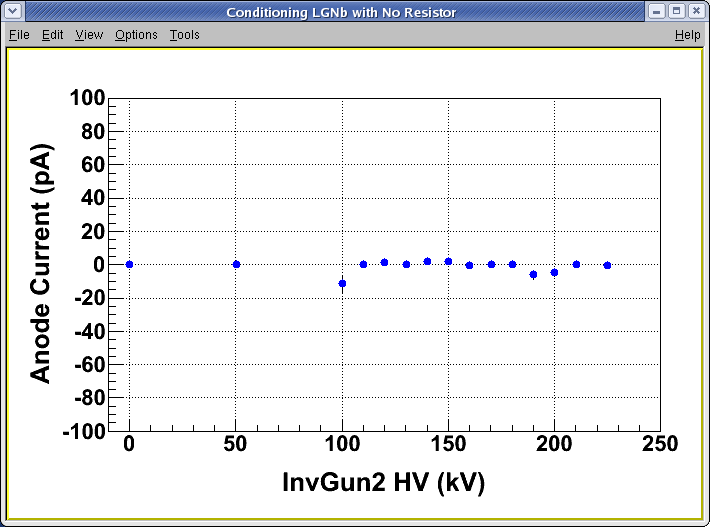 Conditioning LGNb with No Resistor
File Edit View Options Tools Help
100
80
60
40
20
0
-20
-40
-60
-80
-100
Anode Current (pA)
0 50 100 150 200 250
InvGun2 HV (kV)